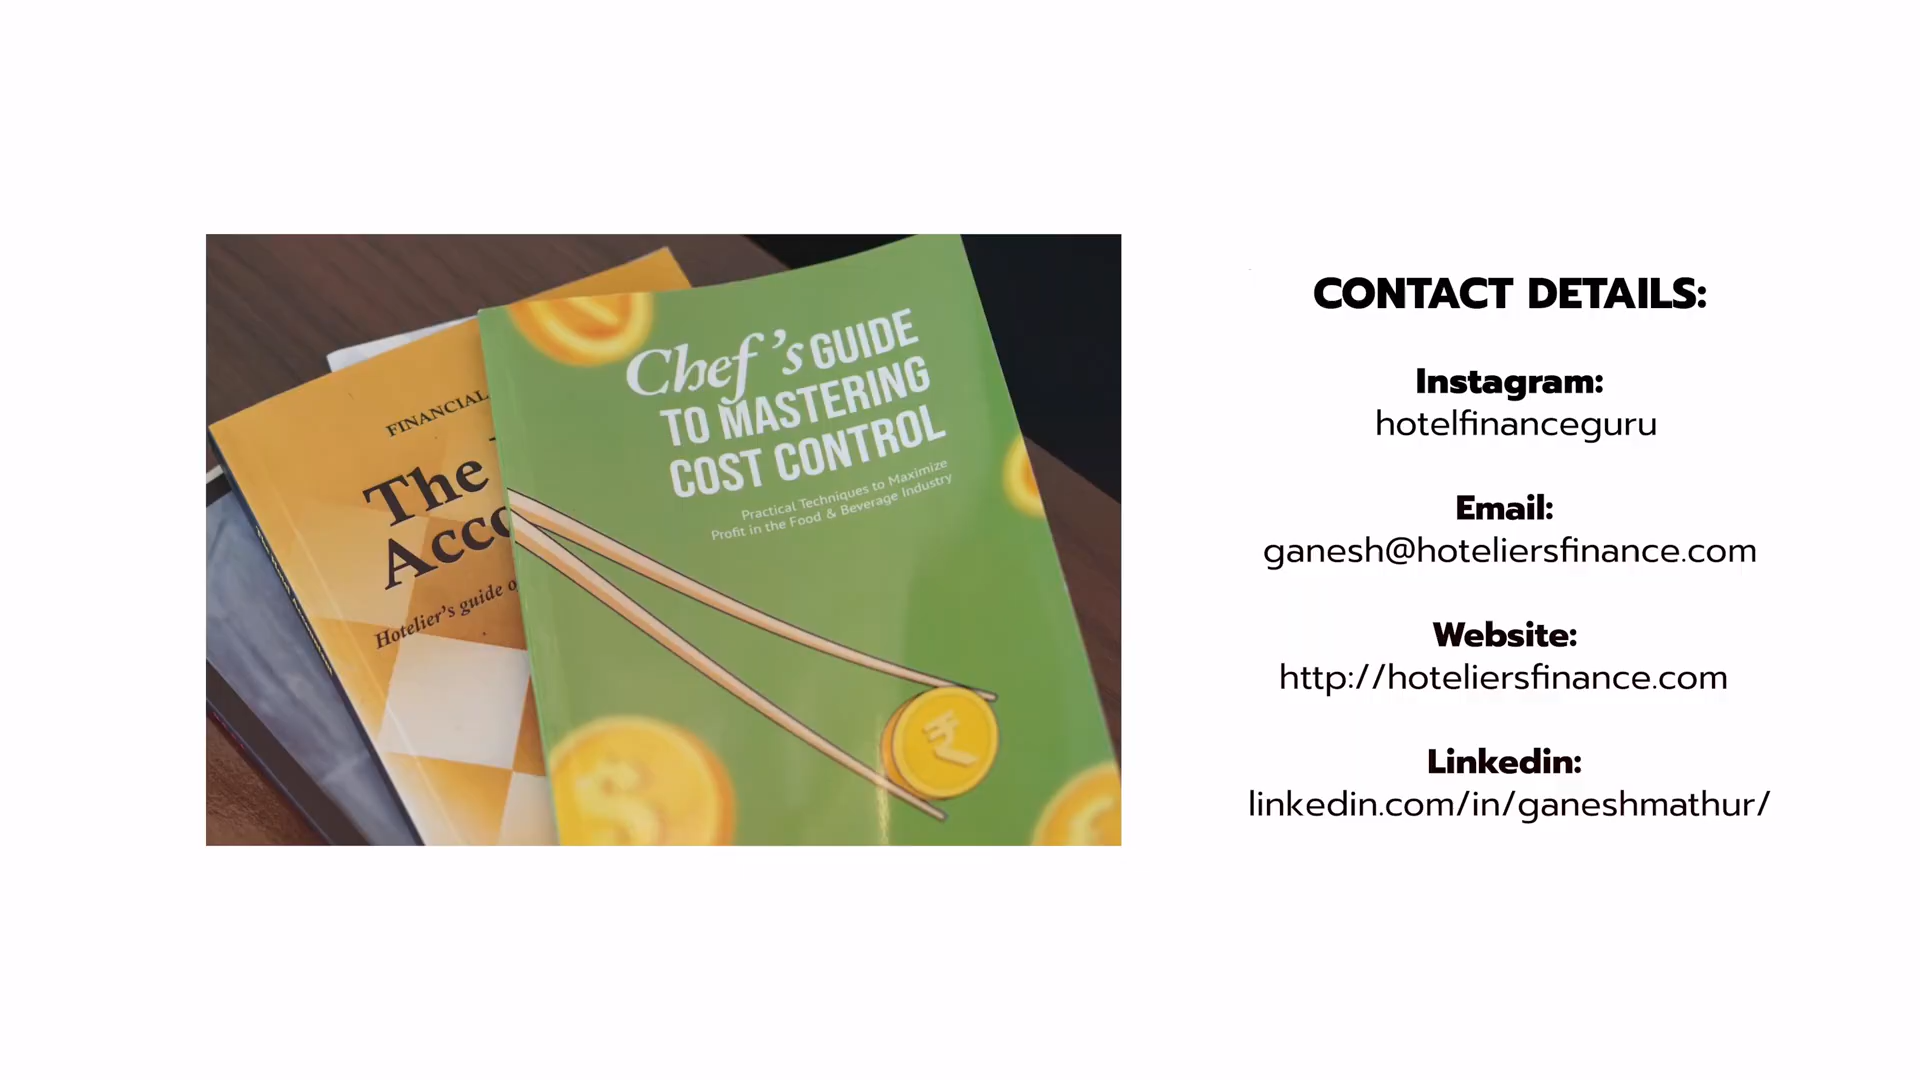 Chef's GUIDE
TO MASTERING
COST CONTROL
Practical Techniques to Maximize
Profit in the Food & Beverage Industry
FINANCIAL
The
Hotelier's guide
CONTACT DETAILS:
Instagram:
hotelfinanceguru
Email:
ganesh@hoteliersfinance.com
Website:
http://hoteliersfinance.com
Linkedin:
linkedin.com/in/ganeshmathur/